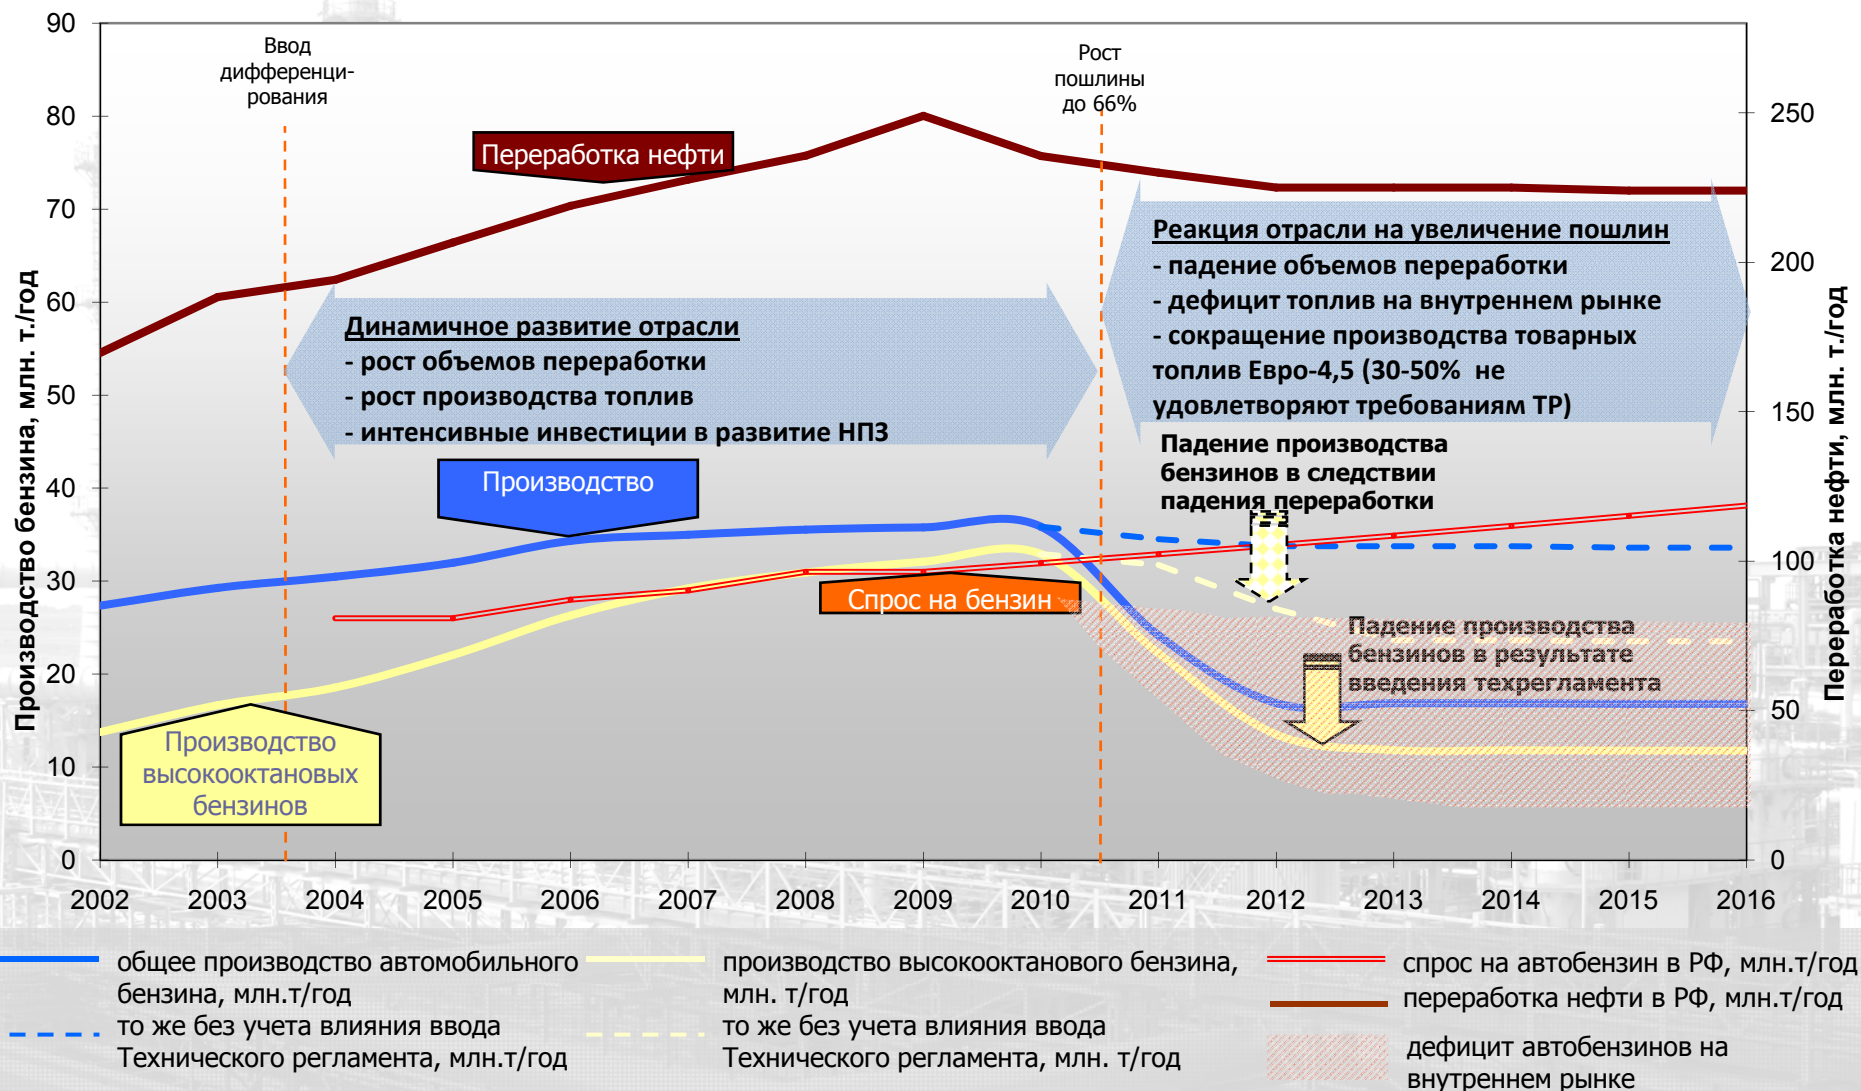 90
80
70
60
50
40
30
20
10
0
Производство бензина, млн. т./год
Ввод
дифференци-
рования
Рост
пошлины
до 66%
Переработка нефти
Динамичное развитие отрасли
- рост объемов переработки
- рост производства топлив
- интенсивные инвестиции в развитие НПЗ
Реакция отрасли на увеличение пошлин
- падение объемов переработки
- дефицит топлив на внутреннем рынке
- сокращение производства товарных
топлив Евро-4,5 (30-50% не
удовлетворяют требованиям ТР)
Производство
Падение производства
бензинов в следствии
падения переработки
Спрос на бензин
Падение производства
бензинов в результате
введения техрегламента
Производство
высокооктановых
бензинов
250
200
150
100
50
0
Переработка нефти, млн. т./год
2002 2003 2004 2005 2006 2007 2008 2009 2010 2011 2012 2013 2014 2015 2016
общее производство автомобильного
бензина, млн.т/год
то же без учета влияния ввода
Технического регламента, млн.т/год
производство высокооктанового бензина,
млн. т/год
то же без учета влияния ввода
Технического регламента, млн. т/год
спрос на автобензин в РФ, млн.т/год
переработка нефти в РФ, млн.т/год
дефицит автобензинов на
внутреннем рынке